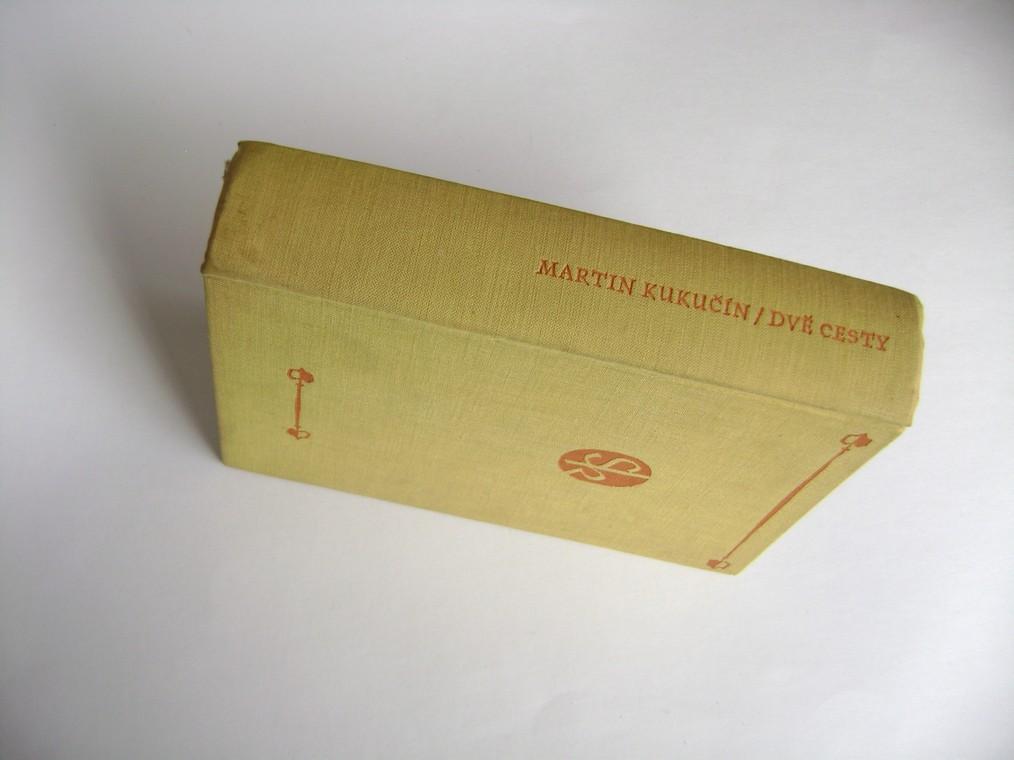 MARTIN KUKUČÍN / DVĚ CESTY